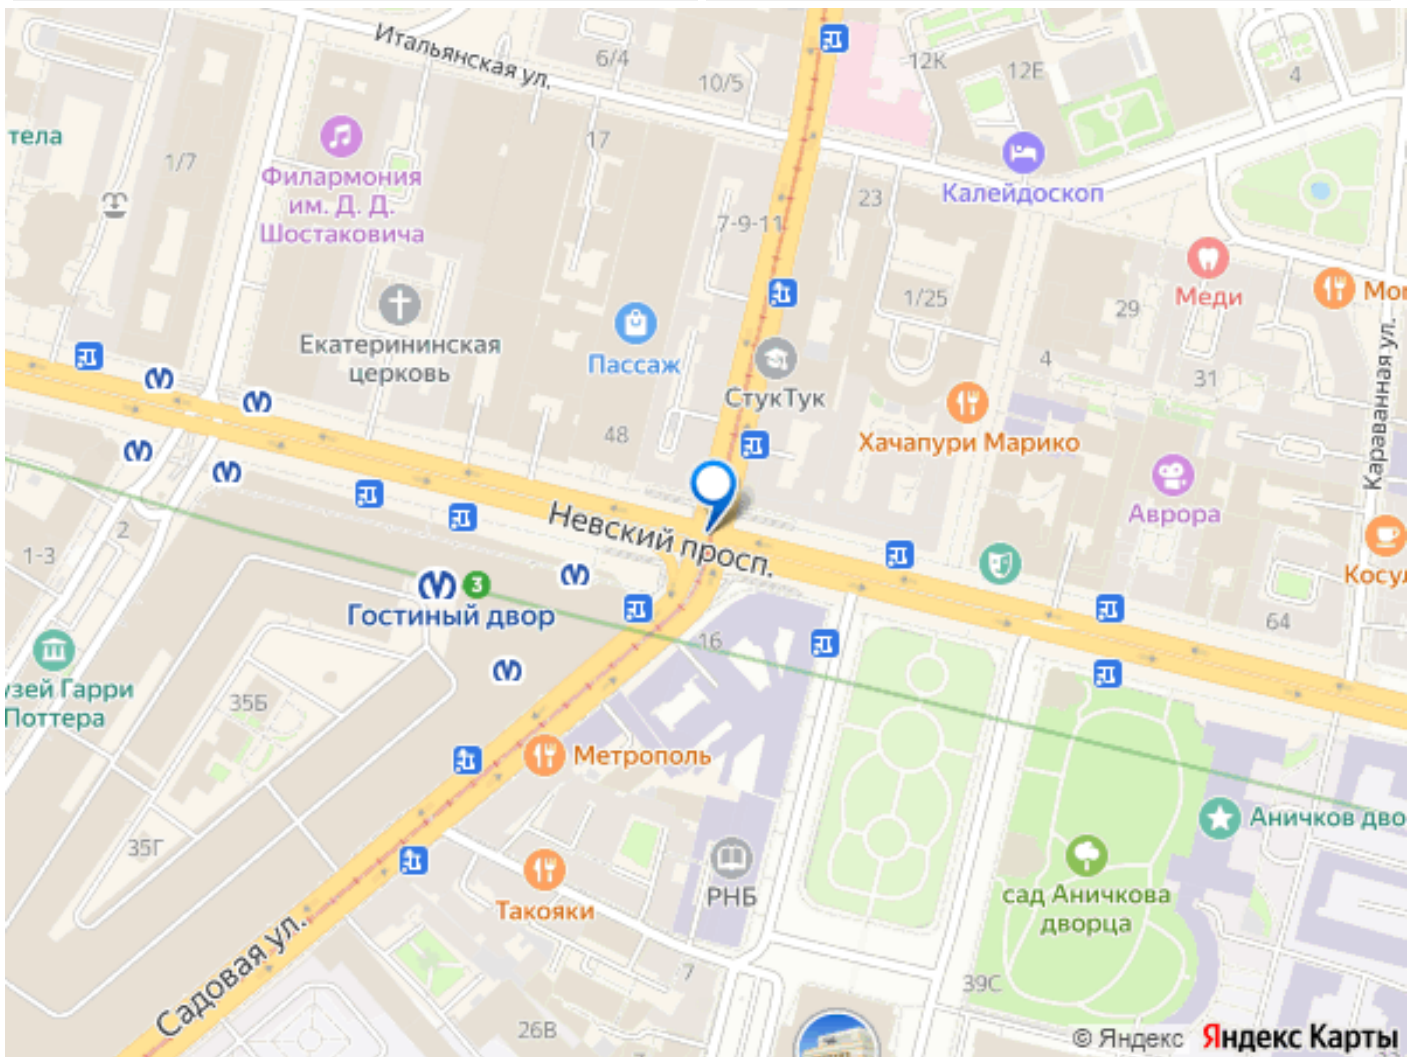 Итальянская ул.
6/4
10/5
12К
12Е
4
тела
1/7
17
Филармония
им. Д. Д.
Шостаковича
Калейдоскоп
23
7-9-11
Меди
1/25
29
Екатерининская
церковь
Пассаж
СтукТук
4
31
Караванная ул.
48
Хачапури Марико
Аврора
Невский просп.
2
1-3
3
Гостиный двор
16
64
узей Гарри
Поттера
35Б
Метрополь
Аничков дво
35Г
РНБ
Такояки
сад Аничкова
дворца
Садовая ул.
7
39С
26В
© Яндекс Яндекс Карты